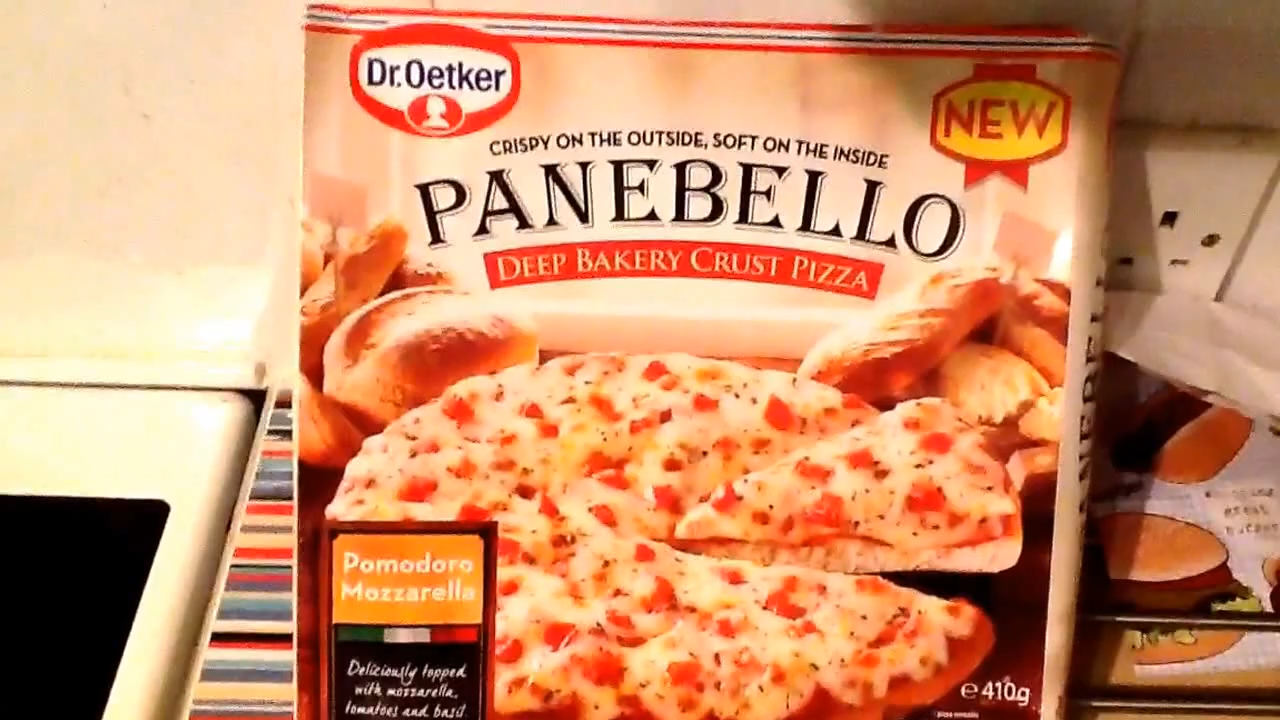 Dr.Oetker
NEW
CRISPY ON THE OUTSIDE, SOFT ON THE INSIDE
PANEBELLO
DEEP BAKERY CRUST PIZZA
Pomodoro
Mozzarella
Deliciously topped
with mozzarella,
tomatoes and basil.
e 410g